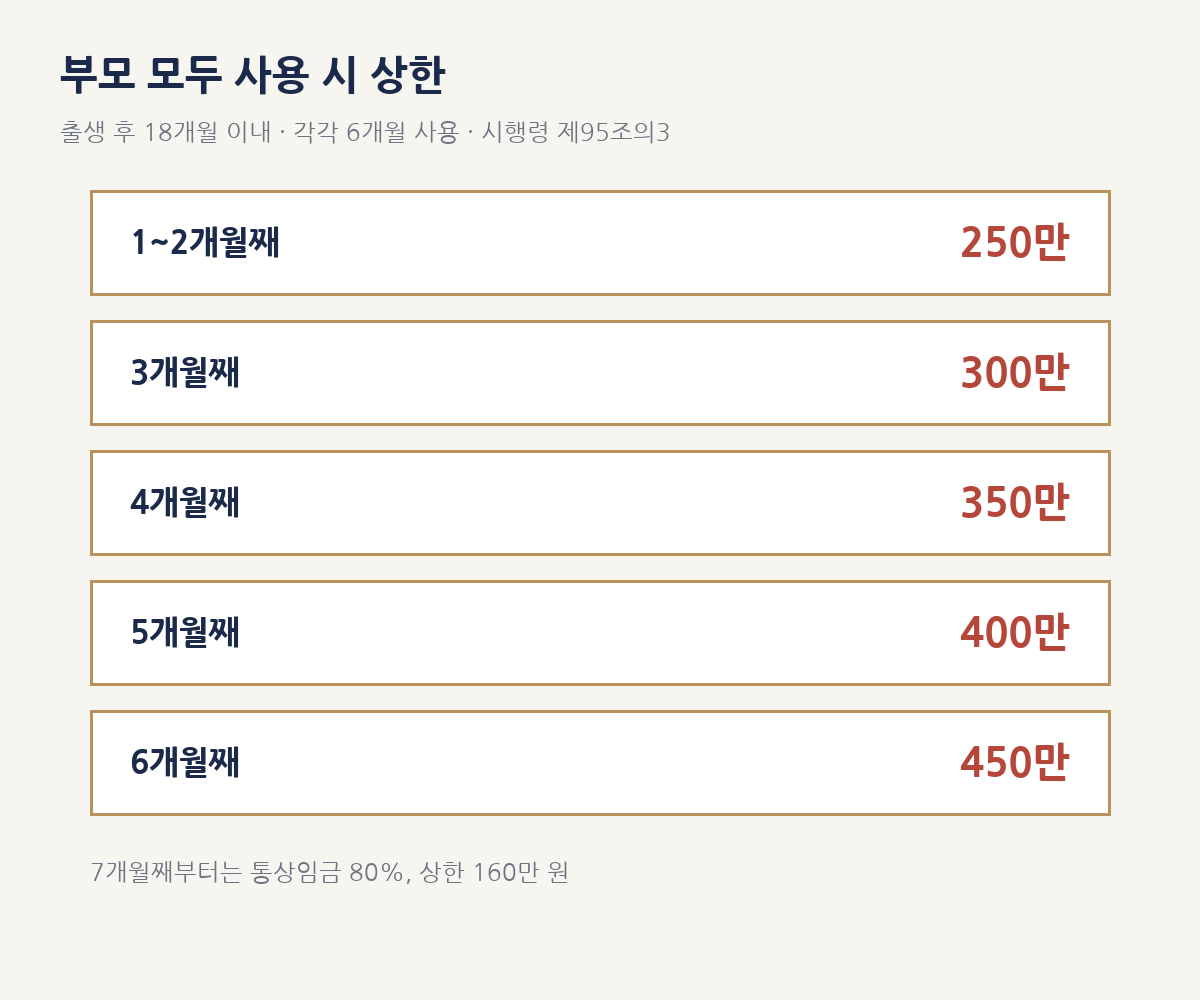 부모 모두 사용 시 상한
출생 후 18개월 이내 · 각각 6개월 사용 · 시행령 제95조의3
1~2개월째 250만
3개월째 300만
4개월째 350만
5개월째 400만
6개월째 450만
7개월째부터는 통상임금 80%, 상한 160만 원